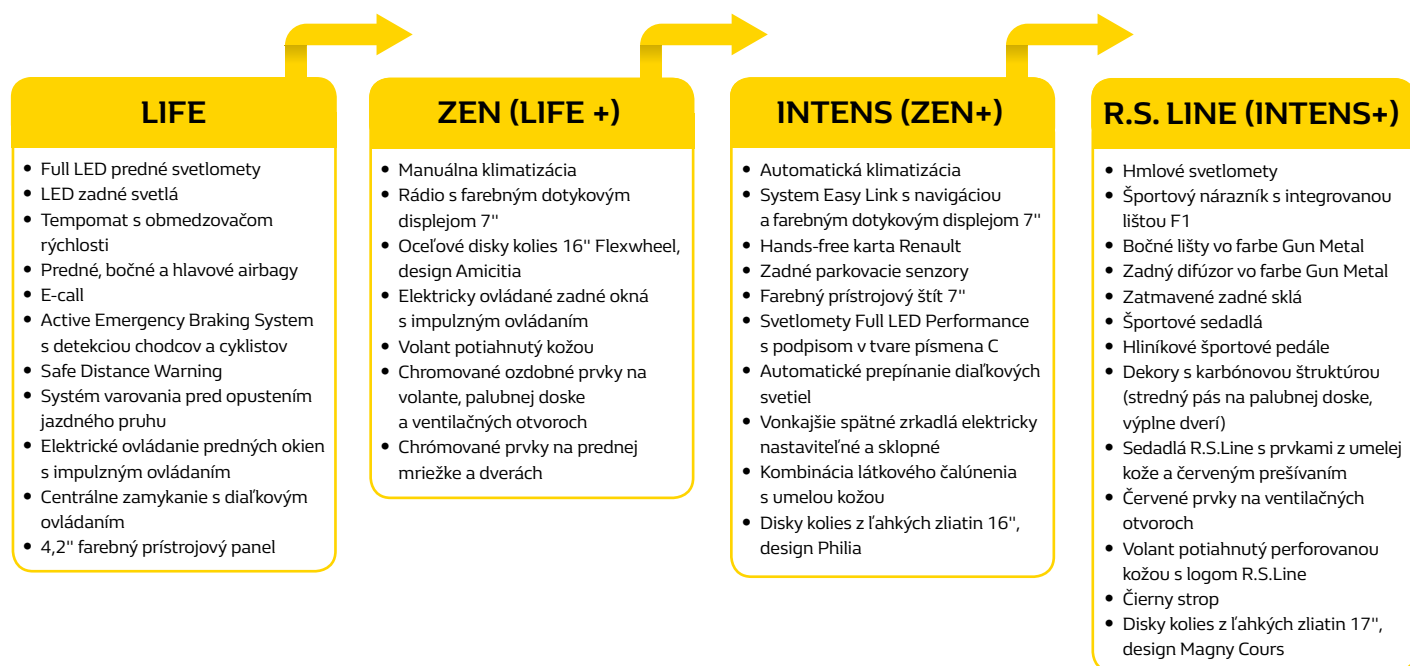 LIFE
• Full LED predné svetlomety
• LED zadné svetlá
• Tempomat s obmedzovačom
rýchlosti
• Predné, bočné a hlavové airbagy
• E-call
• Active Emergency Braking System
s detekciou chodcov a cyklistov
• Safe Distance Warning
• Systém varovania pred opustením
jazdného pruhu
• Elektrické ovládanie predných okien
s impulzným ovládaním
• Centrálne zamykanie s diaľkovým
ovládaním
• 4,2" farebný prístrojový panel
ZEN (LIFE +)
• Manuálna klimatizácia
• Rádio s farebným dotykovým
displejom 7"
• Oceľové disky kolies 16" Flexwheel,
design Amicitia
• Elektricky ovládané zadné okná
s impulzným ovládaním
• Volant potiahnutý kožou
• Chromované ozdobné prvky na
volante, palubnej doske
a ventilačných otvoroch
• Chrómované prvky na prednej
mriežke a dverách
INTENS (ZEN+)
• Automatická klimatizácia
• System Easy Link s navigáciou
a farebným dotykovým displejom 7"
• Hands-free karta Renault
• Zadné parkovacie senzory
• Farebný prístrojový štít 7"
• Svetlomety Full LED Performance
s podpisom v tvare písmena C
• Automatické prepínanie diaľkových
svetiel
• Vonkajšie spätné zrkadlá elektricky
nastaviteľné a sklopné
• Kombinácia látkového čalúnenia
s umelou kožou
• Disky kolies z ľahkých zliatin 16",
design Philia
R.S. LINE (INTENS+)
• Hmlové svetlomety
• Športový nárazník s integrovanou
lištou F1
• Bočné lišty vo farbe Gun Metal
• Zadný difúzor vo farbe Gun Metal
• Zatmavené zadné sklá
• Športové sedadlá
• Hliníkové športové pedále
• Dekory s karbónovou štruktúrou
(stredný pás na palubnej doske,
výplne dverí)
• Sedadlá R.S.Line s prvkami z umelej
kože a červeným prešívaním
• Červené prvky na ventilačných
otvoroch
• Volant potiahnutý perforovanou
kožou s logom R.S.Line
• Čierny strop
• Disky kolies z ľahkých zliatin 17",
design Magny Cours